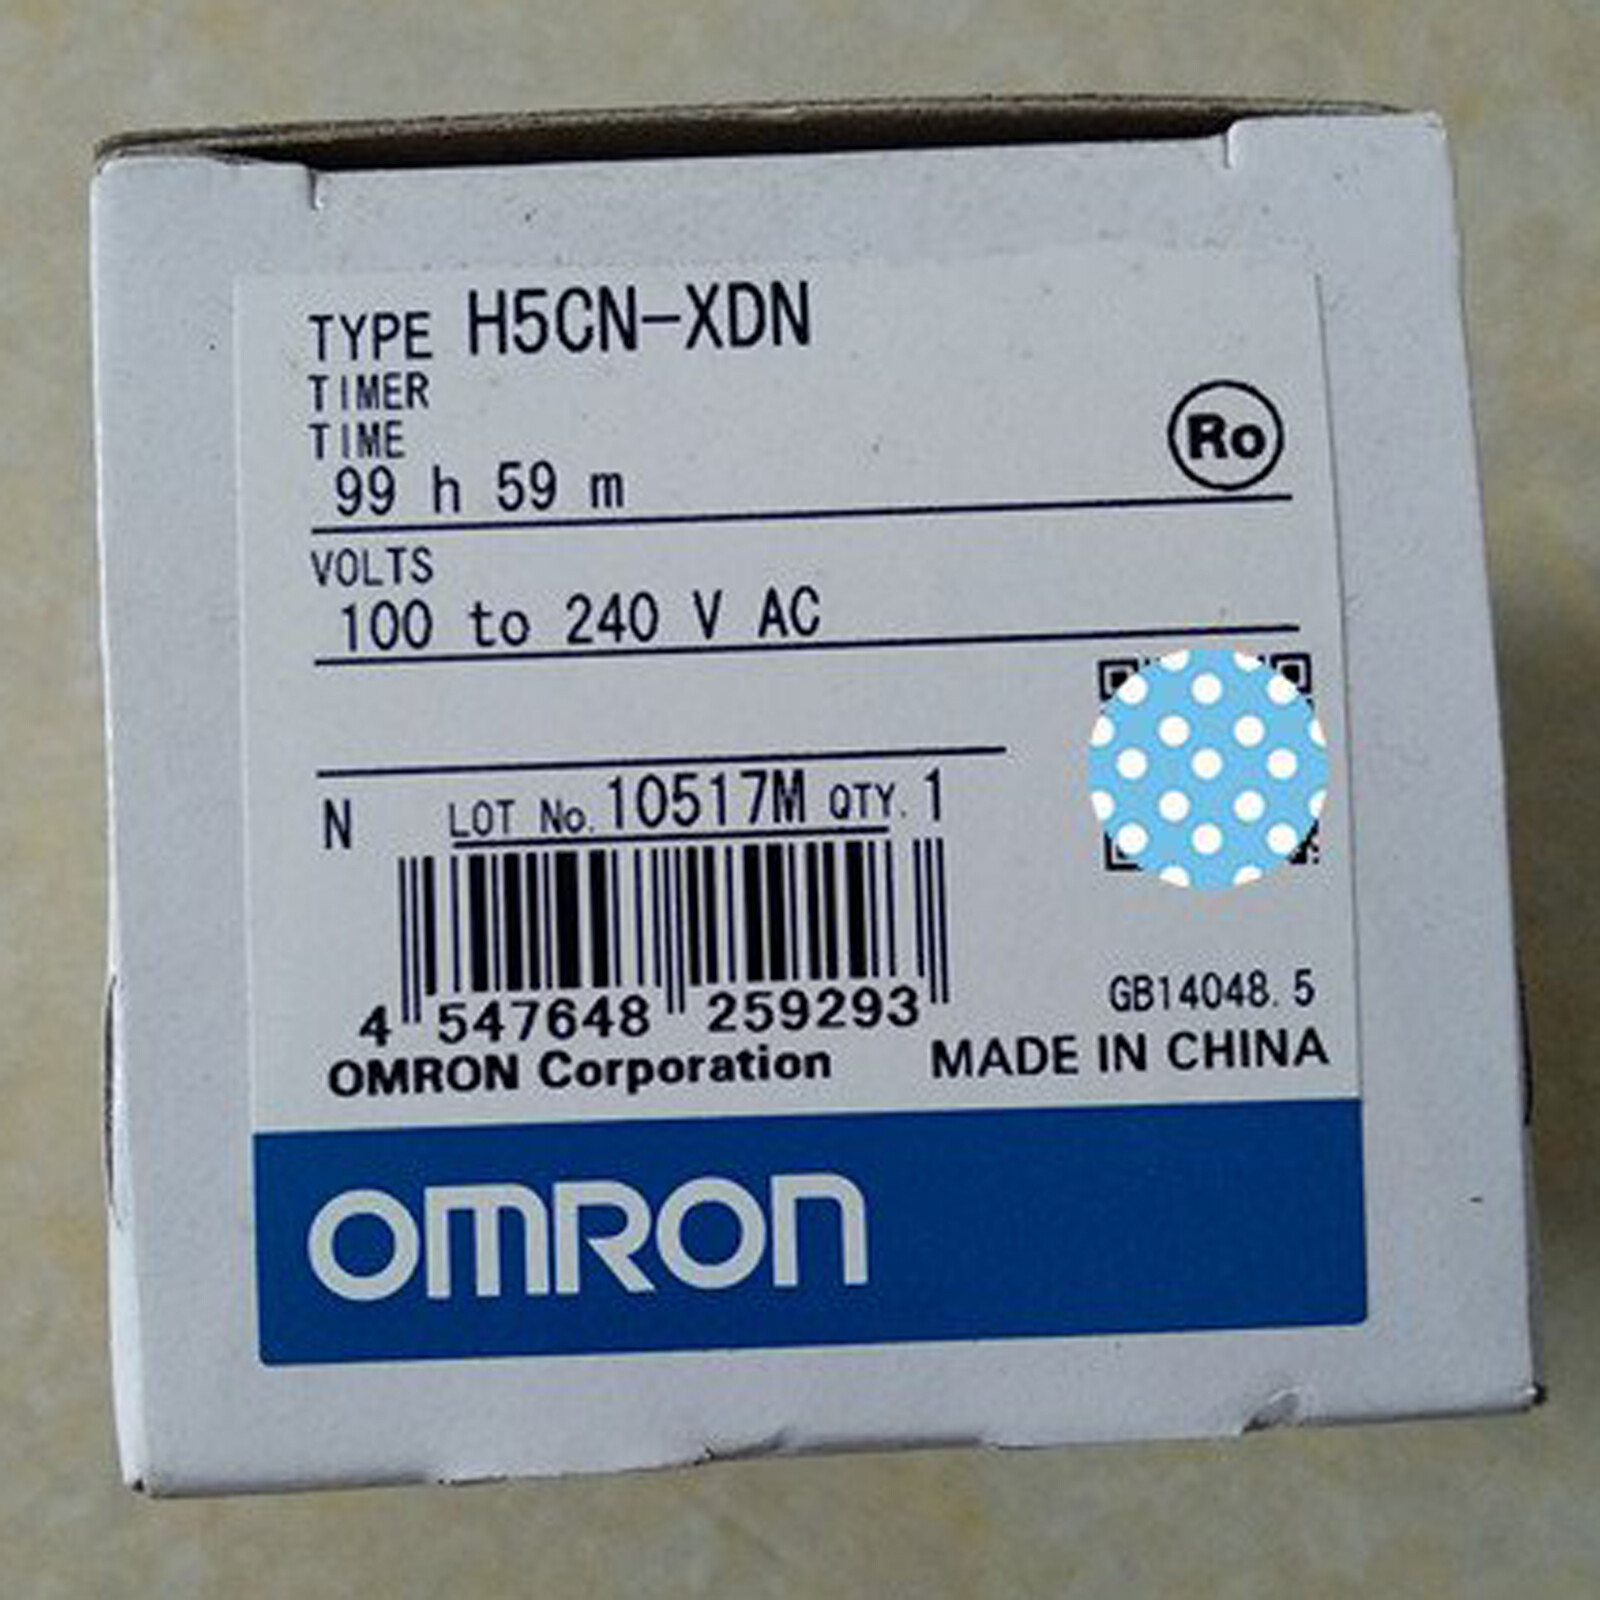 TYPE H5CN-XDN
TIMER
TIME
99 h 59 m
Ro
VOLTS
100 to 240 V AC
N LOT No. 10517M QTY. 1
4 547648 259293
GB14048.5
OMRON Corporation MADE IN CHINA
OMRON